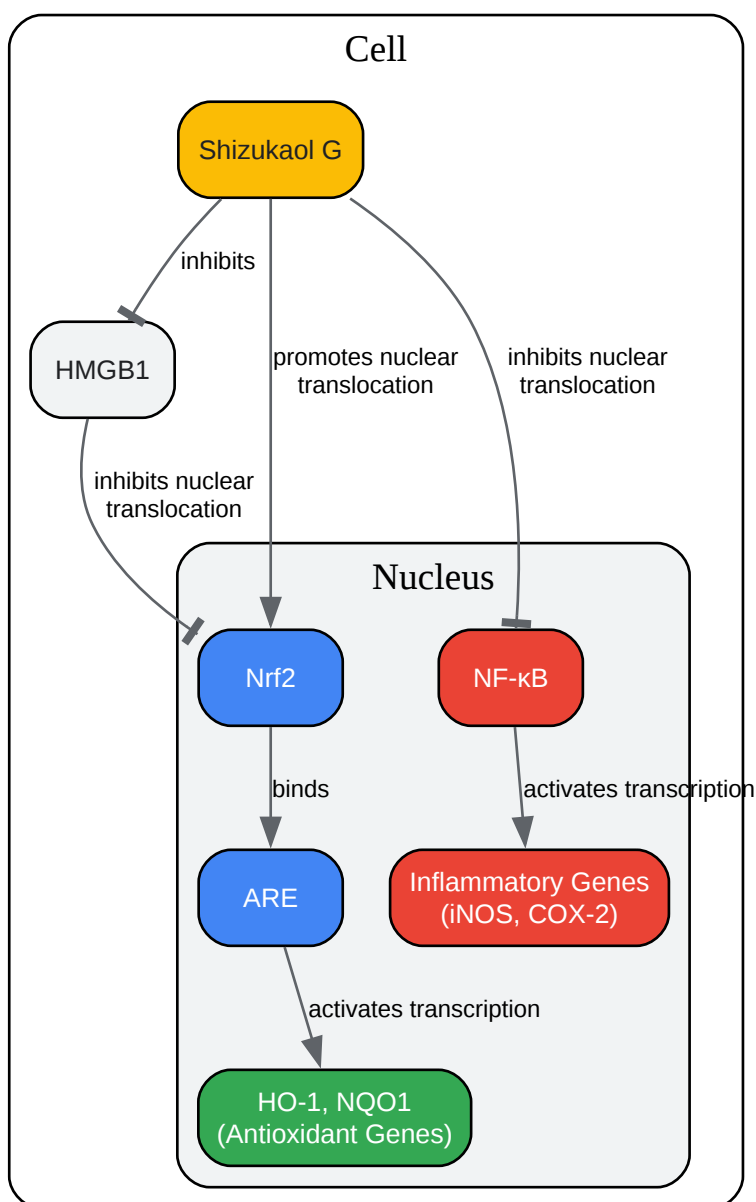 Cell
Shizukaol G
inhibits
HMGB1
promotes nuclear
translocation
inhibits nuclear
translocation
inhibits nuclear
translocation
Nucleus
Nrf2
NF-κB
binds
activates transcription
ARE
Inflammatory Genes
(iNOS, COX-2)
activates transcription
HO-1, NQO1
(Antioxidant Genes)